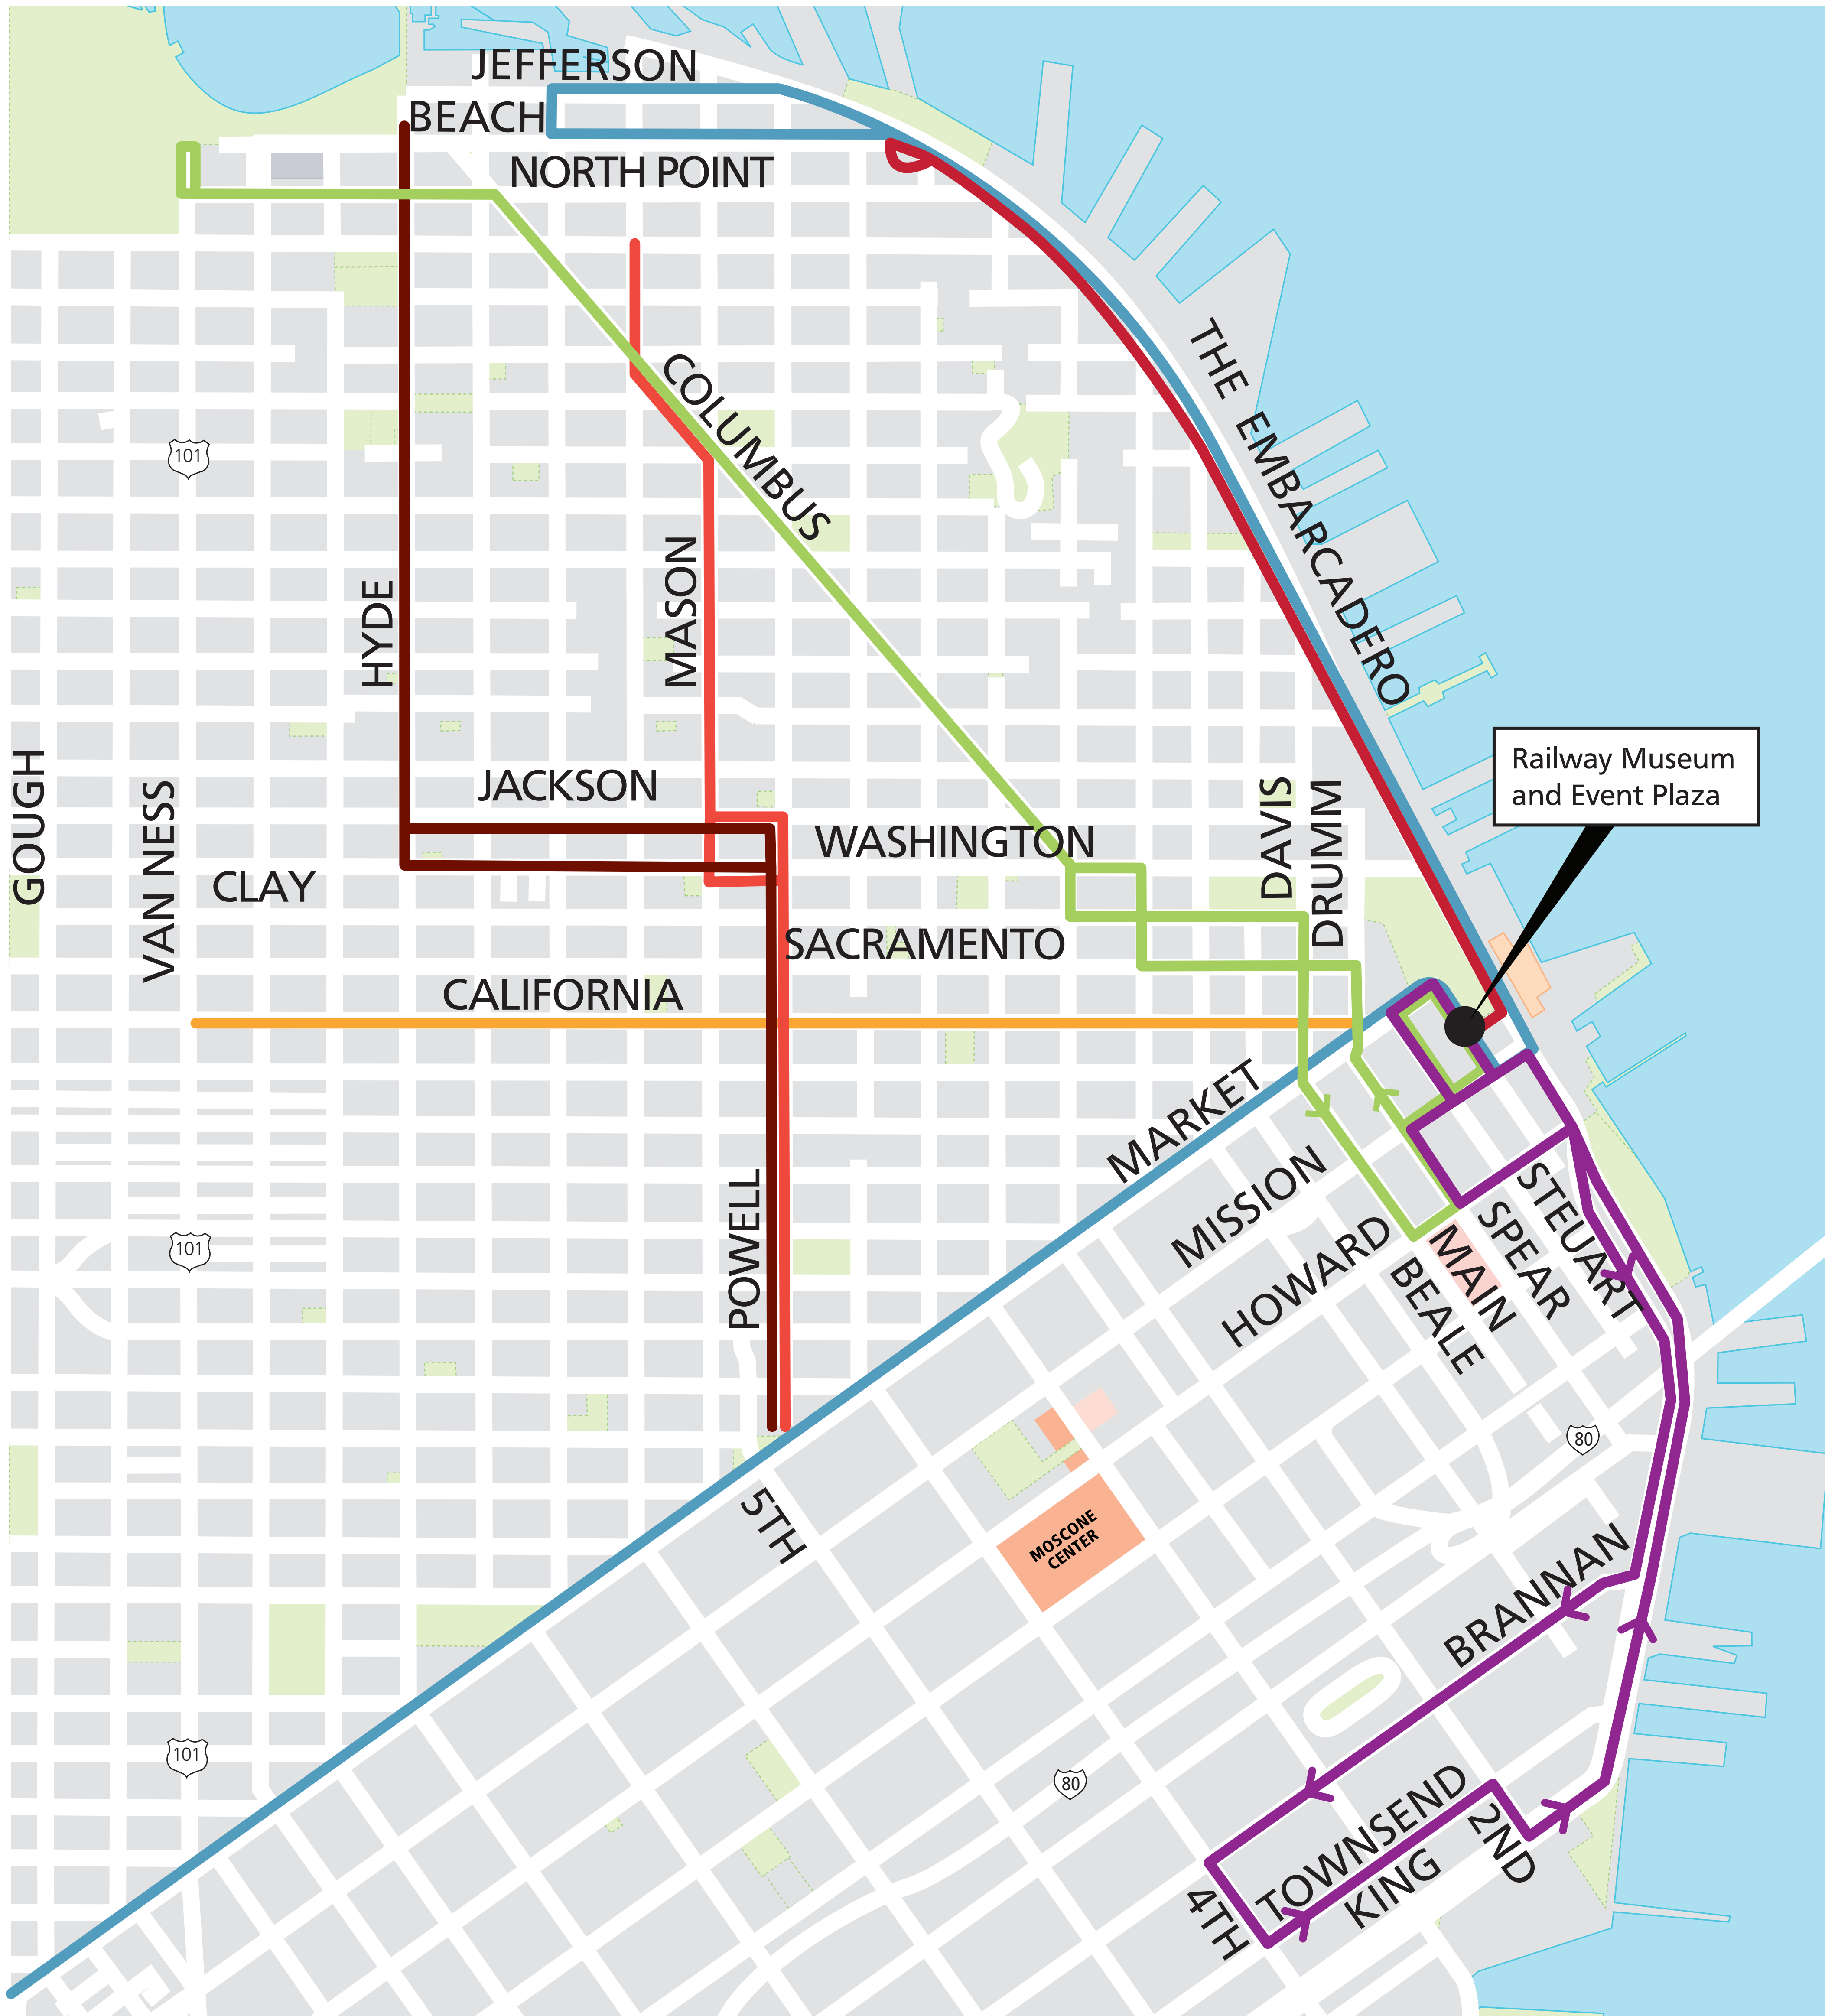 JEFFERSON
BEACH
NORTH POINT
COLUMBUS
THE EMBARCADERO
101
HYDE
MASON
Railway Museum
and Event Plaza
GOUGH
VAN NESS
JACKSON
WASHINGTON
DAVIS
DRUMM
CLAY
SACRAMENTO
CALIFORNIA
MARKET
MISSION
HOWARD
STEUART
SPEAR
MAIN
BEALE
POWELL
101
80
5TH
MOSCONE
CENTER
BRANNAN
101
80
TOWNSEND
2ND
KING
4TH